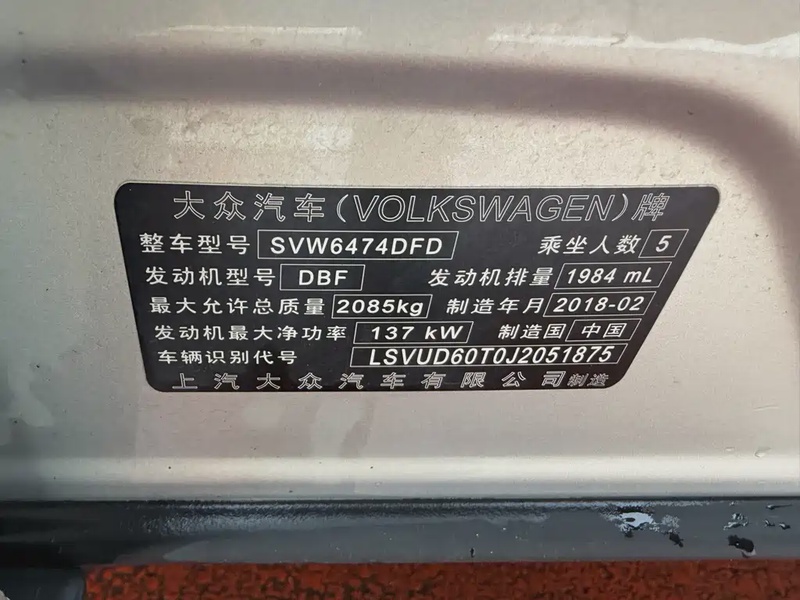 大众汽车(VOLKSWAGEN)牌
整车型号 SVW6474DFD 乘坐人数 5
发动机型号 DBF 发动机排量 1984 mL
最大允许总质量 2085kg 制造年月 2018-02
发动机最大净功率 137 kW 制造国 中国
车辆识别代号 LSVUD60T0J2051875
上汽大众汽车有限公司制造